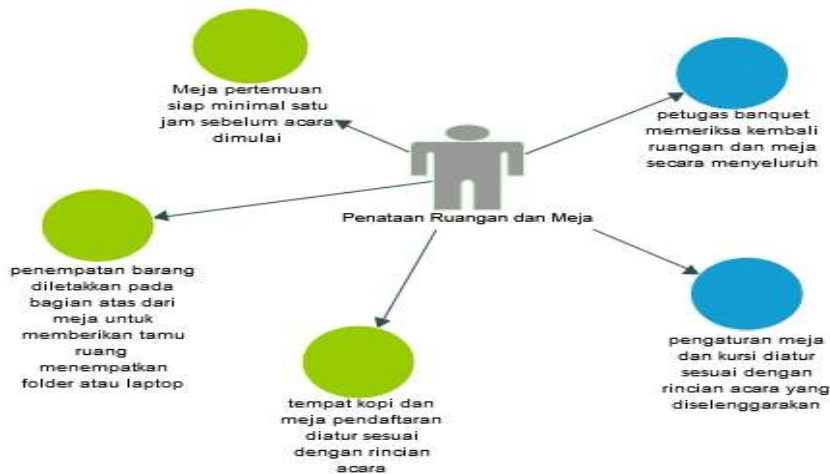 Meja pertemuan
siap minimal satu
jam sebelum acara
dimulai
petugas banquet
memeriksa kembali
ruangan dan meja
secara menyeluruh
Penataan Ruangan dan Meja
penempatan barang
diletakkan pada
bagian atas dari
meja untuk
memberikan tamu
ruang
menempatkan
folder atau laptop
tempat kopi dan
meja pendaftaran
diatur sesuai
dengan rincian
acara
pengaturan meja
dan kursi diatur
sesuai dengan
rincian acara yang
diselenggarakan